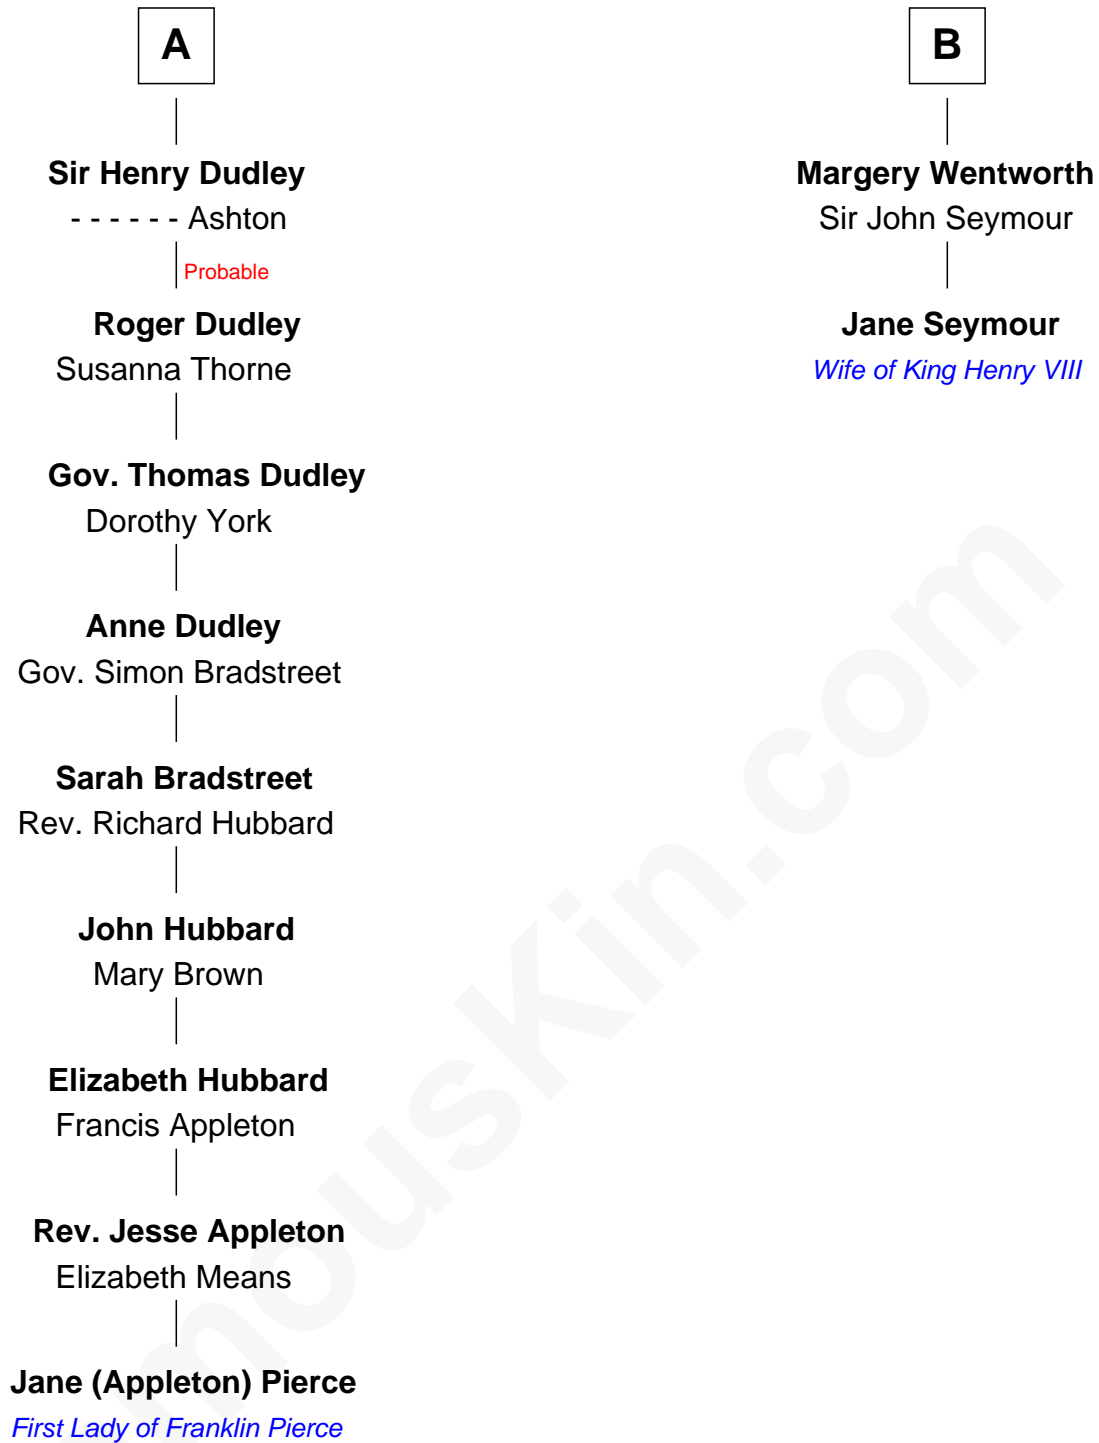 A
Sir Henry Dudley
- - - - - - Ashton
Probable
Roger Dudley
Susanna Thorne
Gov. Thomas Dudley
Dorothy York
Anne Dudley
Gov. Simon Bradstreet
Sarah Bradstreet
Rev. Richard Hubbard
John Hubbard
Mary Brown
Elizabeth Hubbard
Francis Appleton
Rev. Jesse Appleton
Elizabeth Means
Jane (Appleton) Pierce
First Lady of Franklin Pierce
B
Margery Wentworth
Sir John Seymour
Jane Seymour
Wife of King Henry VIII
mouskin.com